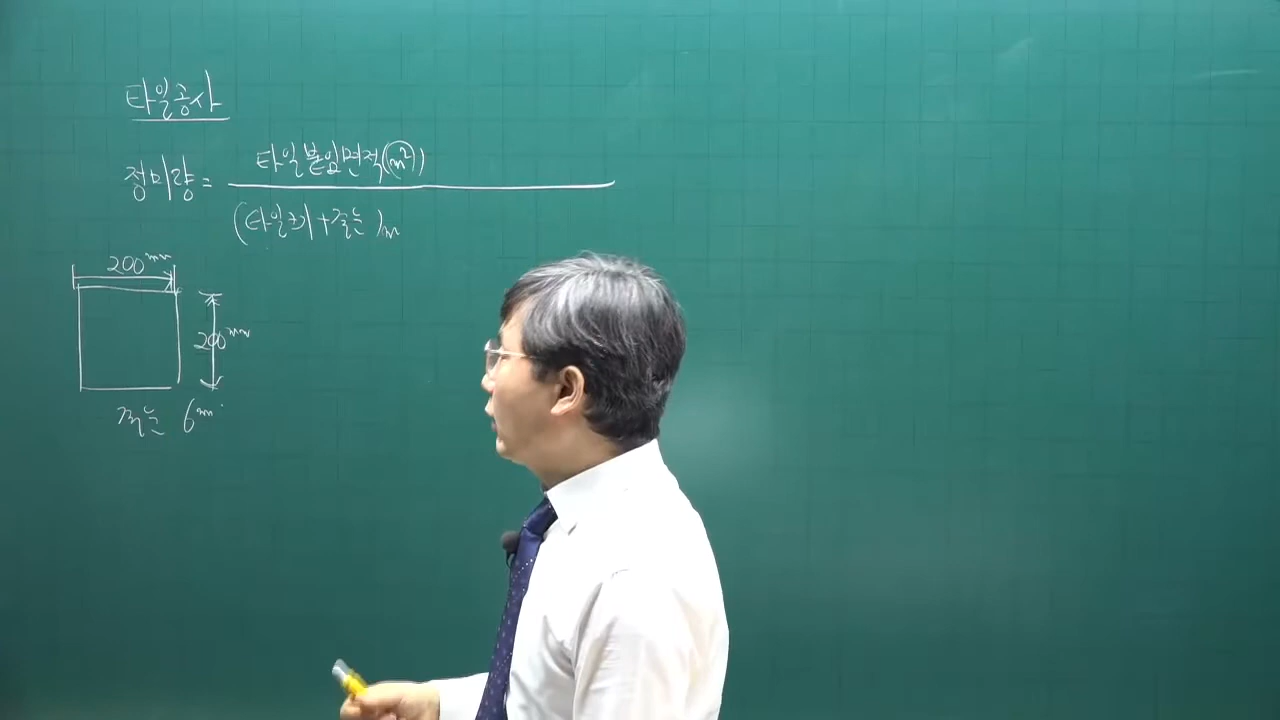 타일공사
정미량 = 타일붙임면적(m²)
(타일크기+줄눈)m
200mm
200mm
줄눈 6mm